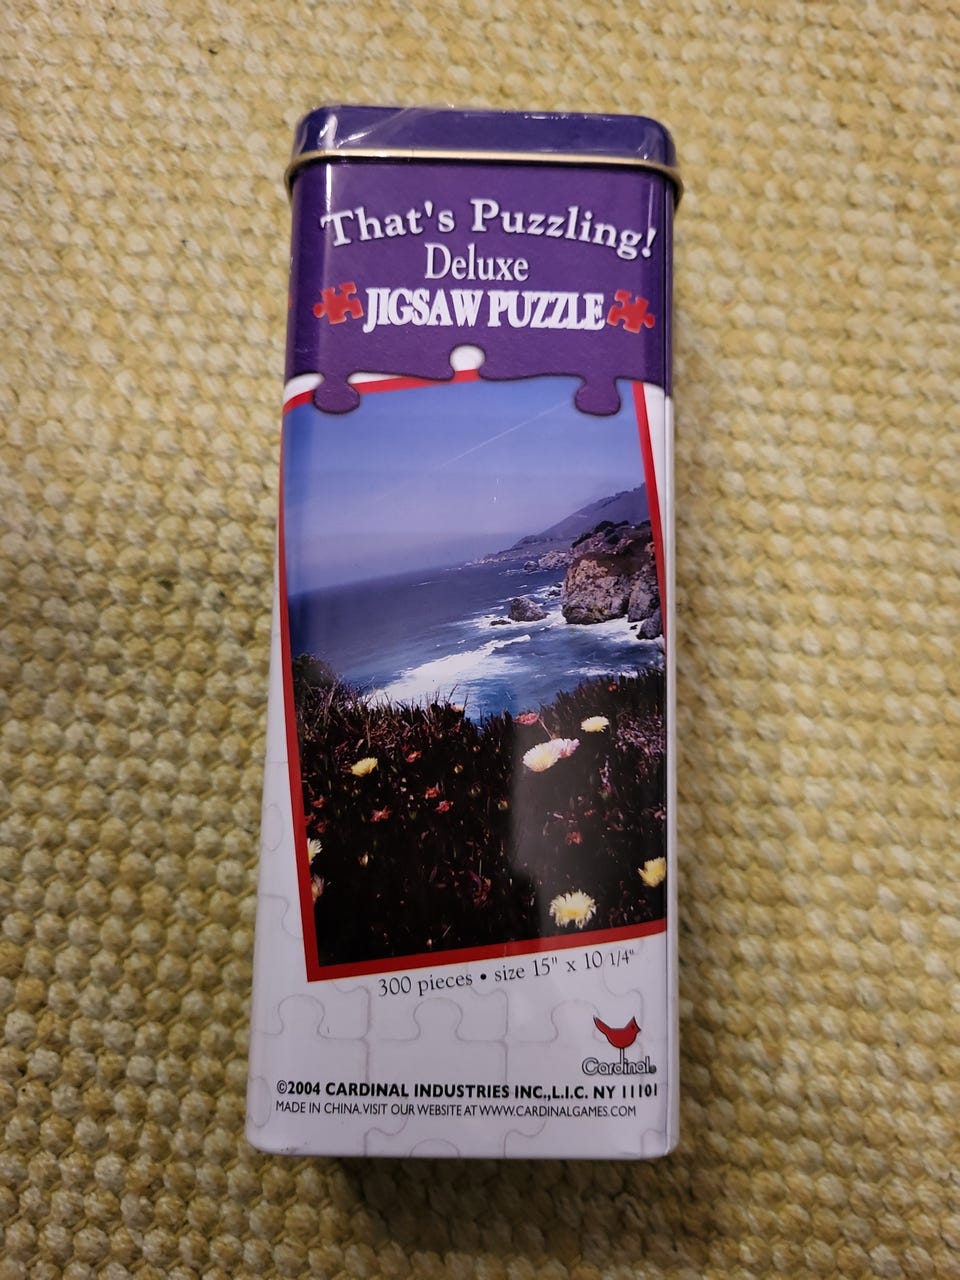 That's Puzzling!
Deluxe
JIGSAW PUZZLE
300 pieces • size 15" x 10 1/4"
Cardinal®
©2004 CARDINAL INDUSTRIES INC.,L.I.C. NY 11101
MADE IN CHINA.VISIT OUR WEBSITE AT WWW.CARDINALGAMES.COM